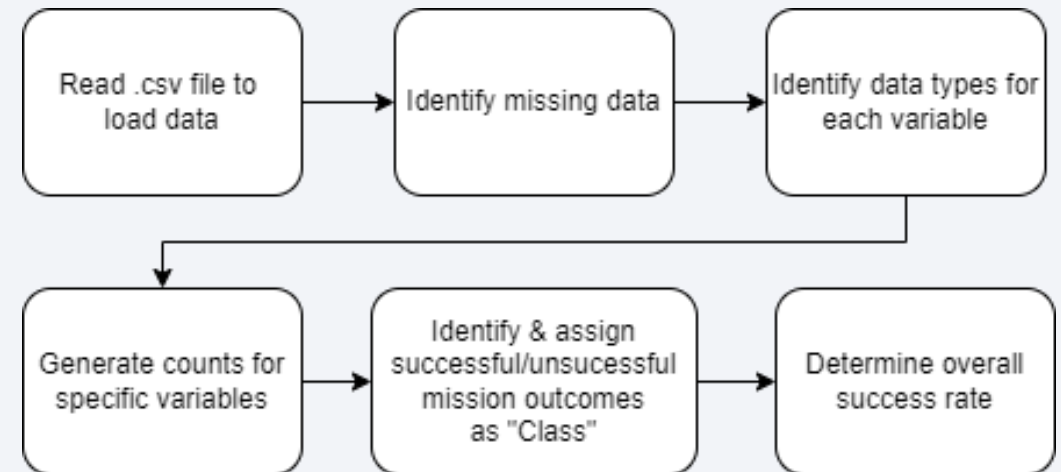 Read .csv file to
load data
Identify missing data
Identify data types for
each variable
Generate counts for
specific variables
Identify & assign
successful/unsucessful
mission outcomes
as "Class"
Determine overall
success rate